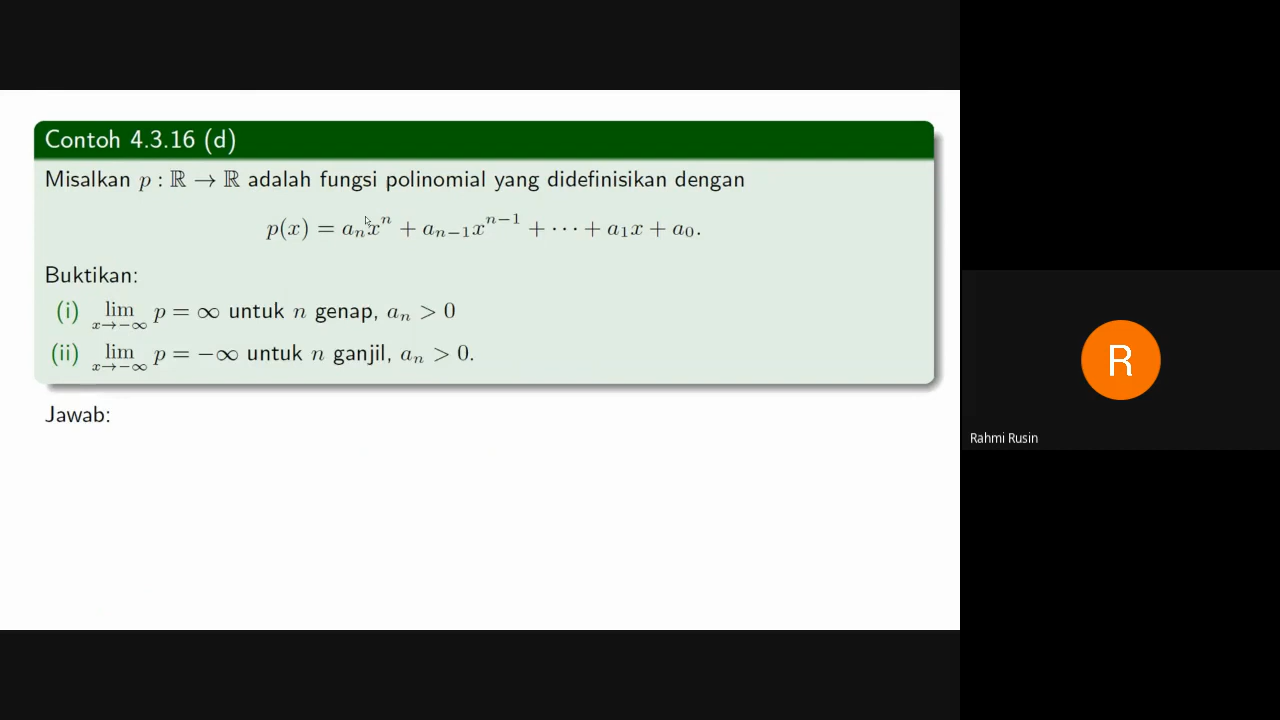 Contoh 4.3.16 (d)
Misalkan p : ℝ → ℝ adalah fungsi polinomial yang didefinisikan dengan
p(x) = aₙxⁿ + aₙ₋₁xⁿ⁻¹ + ⋯ + a₁x + a₀.
Buktikan:
(i) lim_{x→−∞} p = ∞ untuk n genap, aₙ > 0
(ii) lim_{x→−∞} p = −∞ untuk n ganjil, aₙ > 0.
Jawab:
R
Rahmi Rusin